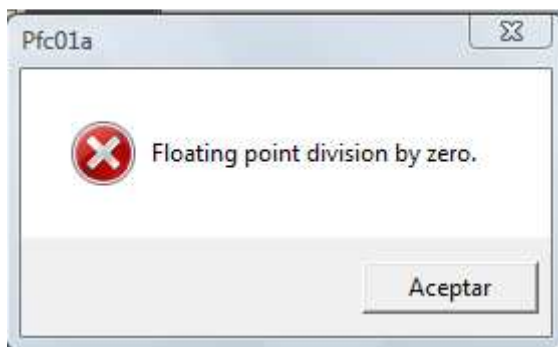 Pfc01a
Floating point division by zero.
Aceptar